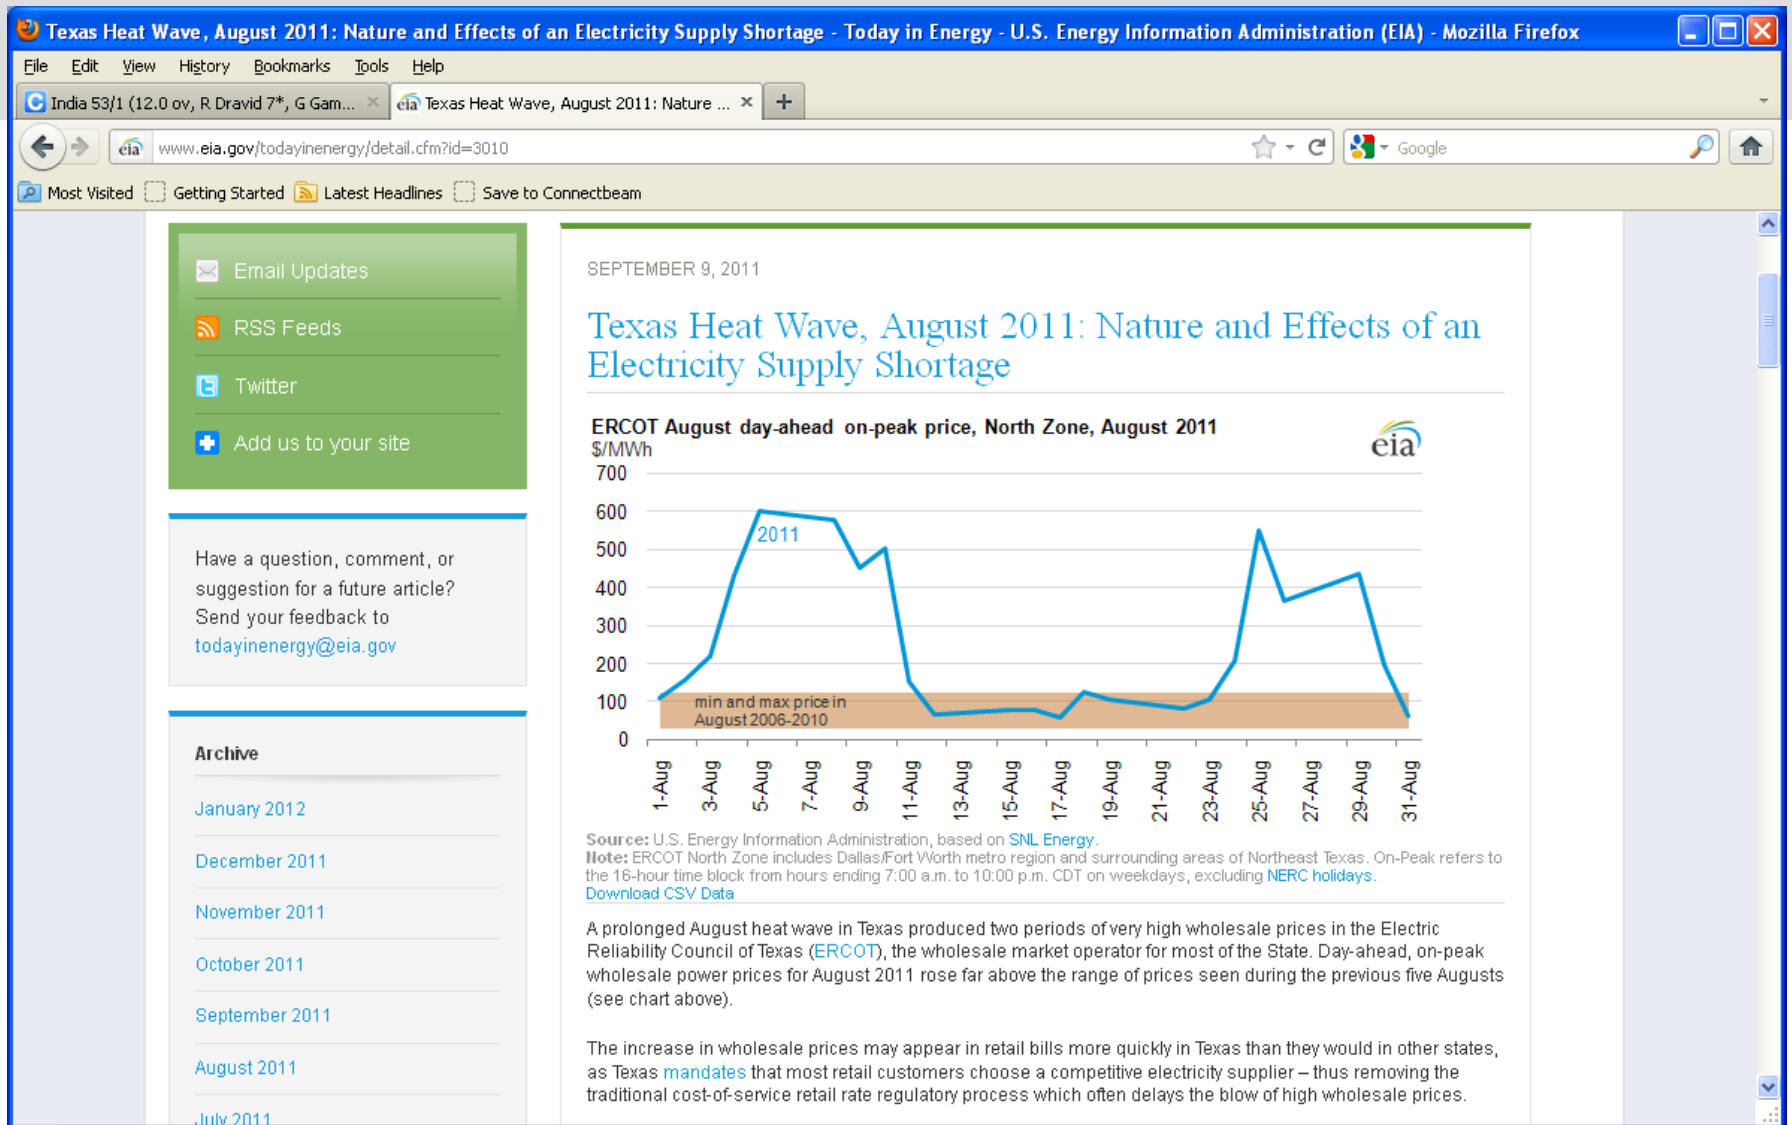 Texas Heat Wave, August 2011: Nature and Effects of an Electricity Supply Shortage - Today in Energy - U.S. Energy Information Administration (EIA) - Mozilla Firefox
File Edit View History Bookmarks Tools Help
C India 53/1 (12.0 ov, R Dravid 7*, G Gam... × eia Texas Heat Wave, August 2011: Nature ... × +
eia www.eia.gov/todayinenergy/detail.cfm?id=3010 Google
Most Visited Getting Started Latest Headlines Save to Connectbeam
Email Updates
RSS Feeds
Twitter
Add us to your site
Have a question, comment, or
suggestion for a future article?
Send your feedback to
todayinenergy@eia.gov
Archive
January 2012
December 2011
November 2011
October 2011
September 2011
August 2011
July 2011
SEPTEMBER 9, 2011
Texas Heat Wave, August 2011: Nature and Effects of an
Electricity Supply Shortage
ERCOT August day-ahead on-peak price, North Zone, August 2011
$/MWh
eia
700
600
500
400
300
200
100
0
2011
min and max price in
August 2006-2010
1-Aug 3-Aug 5-Aug 7-Aug 9-Aug 11-Aug 13-Aug 15-Aug 17-Aug 19-Aug 21-Aug 23-Aug 25-Aug 27-Aug 29-Aug 31-Aug
Source: U.S. Energy Information Administration, based on SNL Energy.
Note: ERCOT North Zone includes Dallas/Fort Worth metro region and surrounding areas of Northeast Texas. On-Peak refers to
the 16-hour time block from hours ending 7:00 a.m. to 10:00 p.m. CDT on weekdays, excluding NERC holidays.
Download CSV Data
A prolonged August heat wave in Texas produced two periods of very high wholesale prices in the Electric
Reliability Council of Texas (ERCOT), the wholesale market operator for most of the State. Day-ahead, on-peak
wholesale power prices for August 2011 rose far above the range of prices seen during the previous five Augusts
(see chart above).
The increase in wholesale prices may appear in retail bills more quickly in Texas than they would in other states,
as Texas mandates that most retail customers choose a competitive electricity supplier – thus removing the
traditional cost-of-service retail rate regulatory process which often delays the blow of high wholesale prices.